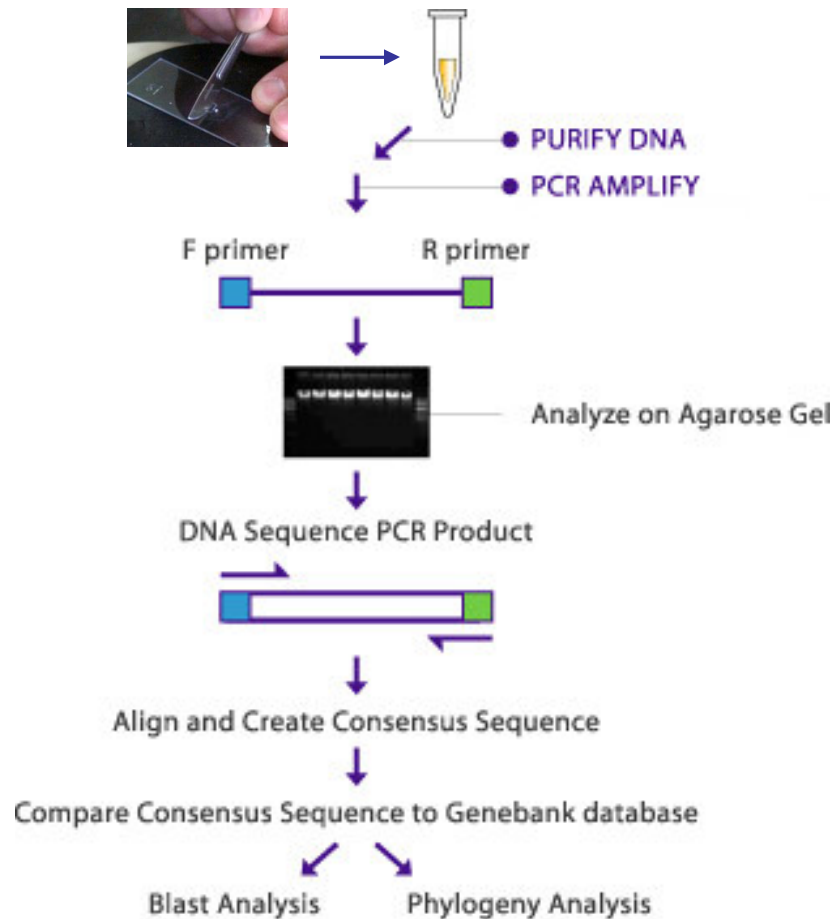 PURIFY DNA
PCR AMPLIFY
F primer
R primer
Analyze on Agarose Gel
DNA Sequence PCR Product
Align and Create Consensus Sequence
Compare Consensus Sequence to Genebank database
Blast Analysis
Phylogeny Analysis